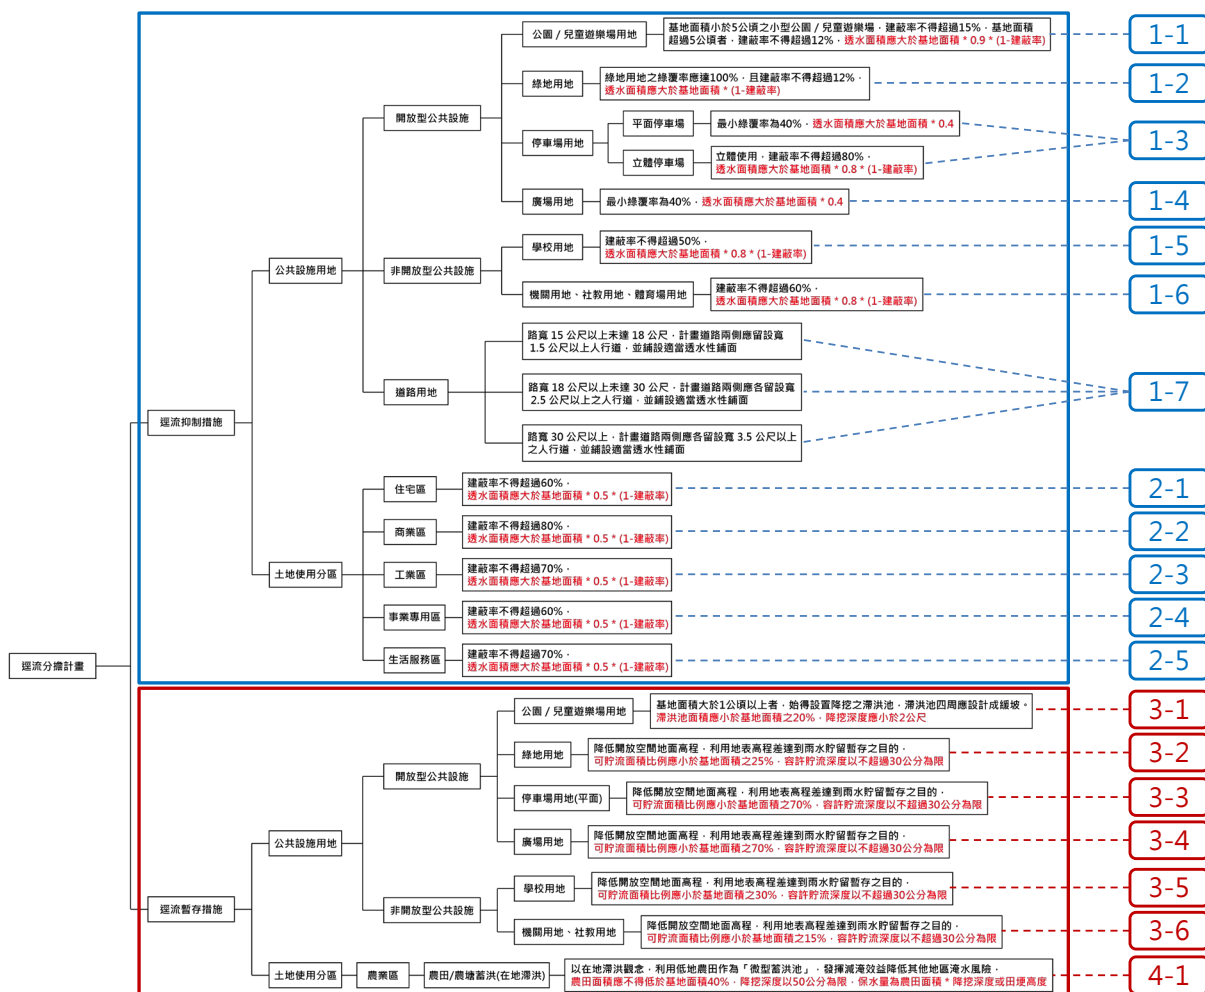 公園 / 兒童遊樂場用地
基地面積小於5公頃之小型公園 / 兒童遊樂場，建蔽率不得超過15%，基地面積
超過5公頃者，建蔽率不得超過12%，透水面積應大於基地面積 * 0.9 * (1-建蔽率)
1-1
綠地用地
綠地用地之綠覆率應達100%，且建蔽率不得超過12%，
透水面積應大於基地面積 * (1-建蔽率)
1-2
開放型公共設施
停車場用地
平面停車場
最小綠覆率為40%，透水面積應大於基地面積 * 0.4
立體停車場
立體使用，建蔽率不得超過80%，
透水面積應大於基地面積 * 0.8 * (1-建蔽率)
1-3
廣場用地
最小綠覆率為40%，透水面積應大於基地面積 * 0.4
1-4
公共設施用地
非開放型公共設施
學校用地
建蔽率不得超過50%，
透水面積應大於基地面積 * 0.8 * (1-建蔽率)
1-5
機關用地、社教用地、體育場用地
建蔽率不得超過60%，
透水面積應大於基地面積 * 0.8 * (1-建蔽率)
1-6
道路用地
路寬 15 公尺以上未達 18 公尺，計畫道路兩側應留設寬
1.5 公尺以上人行道，並鋪設適當透水性鋪面
路寬 18 公尺以上未達 30 公尺，計畫道路兩側應各留設寬
2.5 公尺以上之人行道，並鋪設適當透水性鋪面
路寬 30 公尺以上，計畫道路兩側應各留設寬 3.5 公尺以上
之人行道，並鋪設適當透水性鋪面
1-7
逕流抑制措施
土地使用分區
住宅區
建蔽率不得超過60%，
透水面積應大於基地面積 * 0.5 * (1-建蔽率)
2-1
商業區
建蔽率不得超過80%，
透水面積應大於基地面積 * 0.5 * (1-建蔽率)
2-2
工業區
建蔽率不得超過70%，
透水面積應大於基地面積 * 0.5 * (1-建蔽率)
2-3
事業專用區
建蔽率不得超過60%，
透水面積應大於基地面積 * 0.5 * (1-建蔽率)
2-4
生活服務區
建蔽率不得超過70%，
透水面積應大於基地面積 * 0.5 * (1-建蔽率)
2-5
逕流分擔計畫
公園 / 兒童遊樂場用地
基地面積大於1公頃以上者，始得設置降挖之滯洪池，滯洪池四周應設計成緩坡。
滯洪池面積應小於基地面積之20%，降挖深度應小於2公尺
3-1
開放型公共設施
綠地用地
降低開放空間地面高程，利用地表高程差達到雨水貯留暫存之目的，
可貯流面積比例應小於基地面積之25%，容許貯流深度以不超過30公分為限
3-2
停車場用地(平面)
降低開放空間地面高程，利用地表高程差達到雨水貯留暫存之目的，
可貯流面積比例應小於基地面積之70%，容許貯流深度以不超過30公分為限
3-3
廣場用地
降低開放空間地面高程，利用地表高程差達到雨水貯留暫存之目的，
可貯流面積比例應小於基地面積之70%，容許貯流深度以不超過30公分為限
3-4
公共設施用地
非開放型公共設施
學校用地
降低開放空間地面高程，利用地表高程差達到雨水貯留暫存之目的，
可貯流面積比例應小於基地面積之30%，容許貯流深度以不超過30公分為限
3-5
機關用地、社教用地
降低開放空間地面高程，利用地表高程差達到雨水貯留暫存之目的，
可貯流面積比例應小於基地面積之15%，容許貯流深度以不超過30公分為限
3-6
逕流暫存措施
土地使用分區
農業區
農田/農塘蓄洪(在地滯洪)
以在地滯洪觀念，利用低地農田作為「微型蓄洪池」，發揮減淹效益降低其他地區淹水風險，
農田面積應不得低於基地面積40%，降挖深度以50公分為限，保水量為農田面積 * 降挖深度或田埂高度
4-1